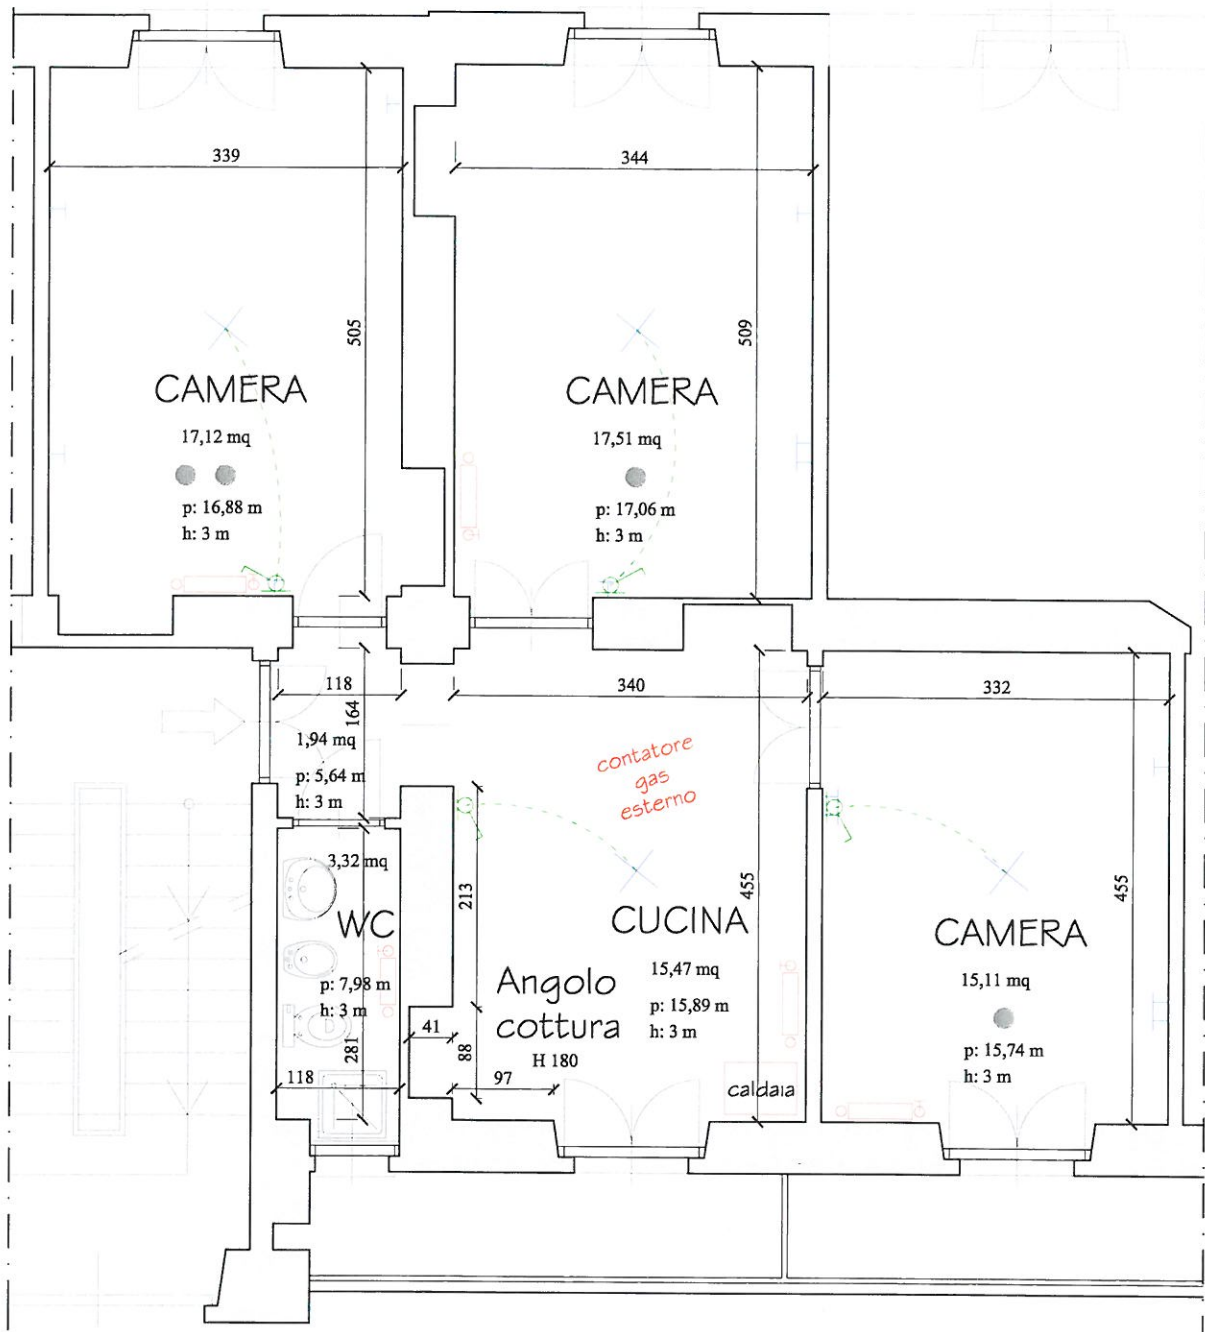 339
344
505
509
CAMERA
17,12 mq
p: 16,88 m
h: 3 m
CAMERA
17,51 mq
p: 17,06 m
h: 3 m
118
340
332
164
1,94 mq
p: 5,64 m
h: 3 m
contatore
gas
esterno
3,32 mq
WC
p: 7,98 m
h: 3 m
281
118
213
455
455
CUCINA
15,47 mq
p: 15,89 m
h: 3 m
Angolo
cottura
H 180
41
88
97
caldaia
CAMERA
15,11 mq
p: 15,74 m
h: 3 m